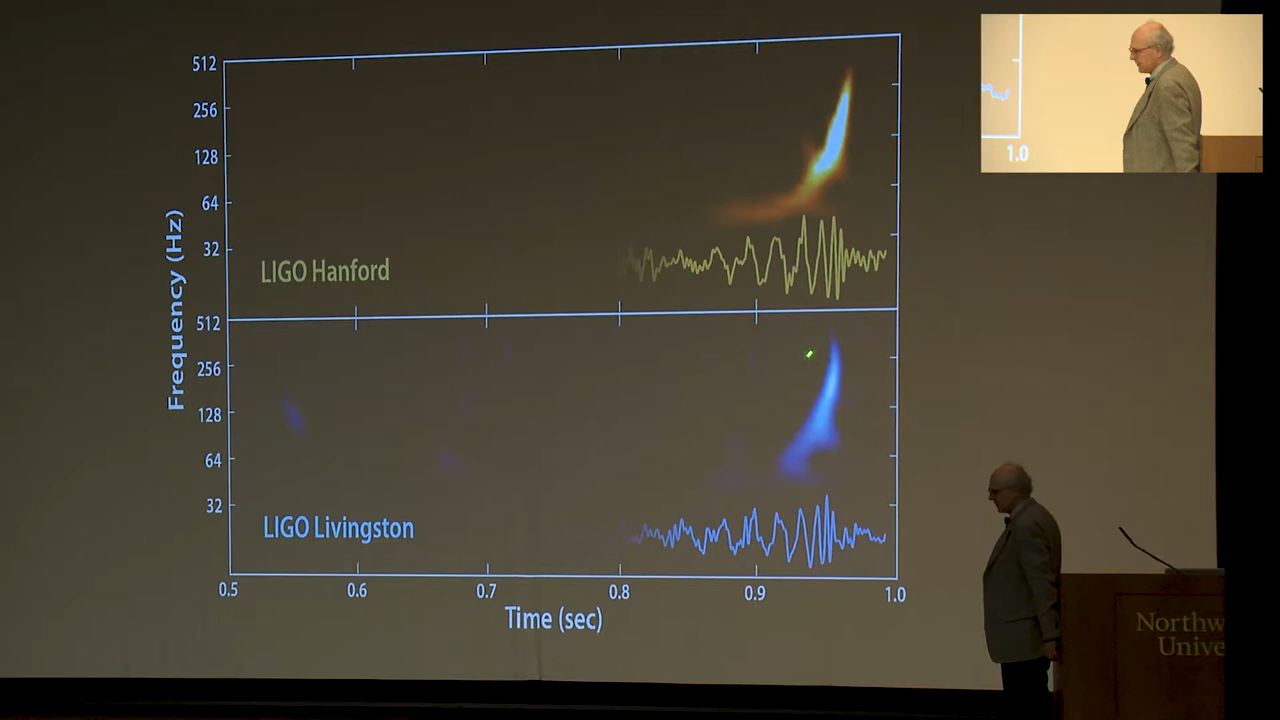 512
256
128
64
32
LIGO Hanford
Frequency (Hz)
512
256
128
64
32
LIGO Livingston
0.5 0.6 0.7 0.8 0.9 1.0
Time (sec)
1.0
Northw
Unive